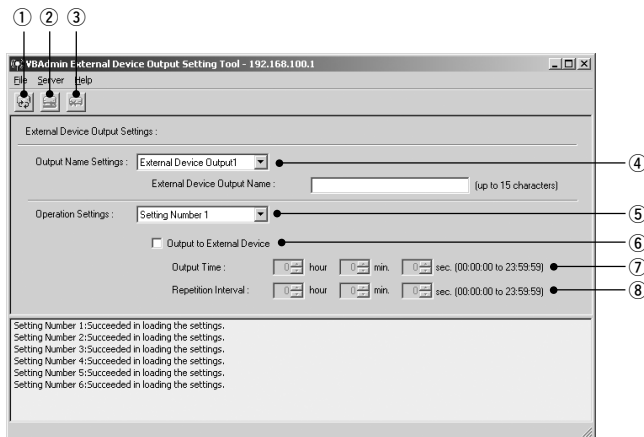 ① ② ③
VBAdmin External Device Output Setting Tool - 192.168.100.1
File Server Help
External Device Output Settings :
Output Name Settings : External Device Output1 ④
External Device Output Name : (up to 15 characters)
Operation Settings : Setting Number 1 ⑤
Output to External Device ⑥
Output Time : 0 hour 0 min. 0 sec. (00:00:00 to 23:59:59) ⑦
Repetition Interval : 0 hour 0 min. 0 sec. (00:00:00 to 23:59:59) ⑧
Setting Number 1:Succeeded in loading the settings.
Setting Number 2:Succeeded in loading the settings.
Setting Number 3:Succeeded in loading the settings.
Setting Number 4:Succeeded in loading the settings.
Setting Number 5:Succeeded in loading the settings.
Setting Number 6:Succeeded in loading the settings.